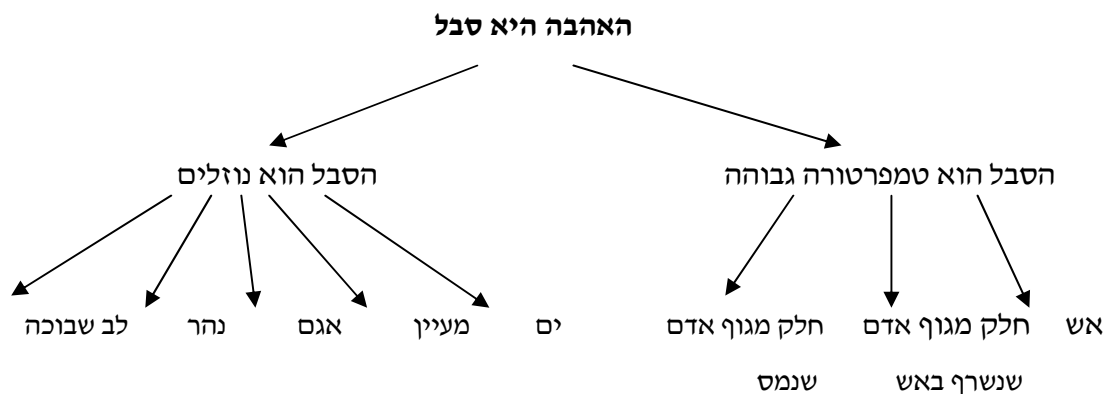 האהבה היא סבל
הסבל הוא טמפרטורה גבוהה
הסבל הוא נוזלים
אש
חלק מגוף אדם שנשרף באש
חלק מגוף אדם שנמס
ים
מעיין
אגם
נהר
לב שבוכה